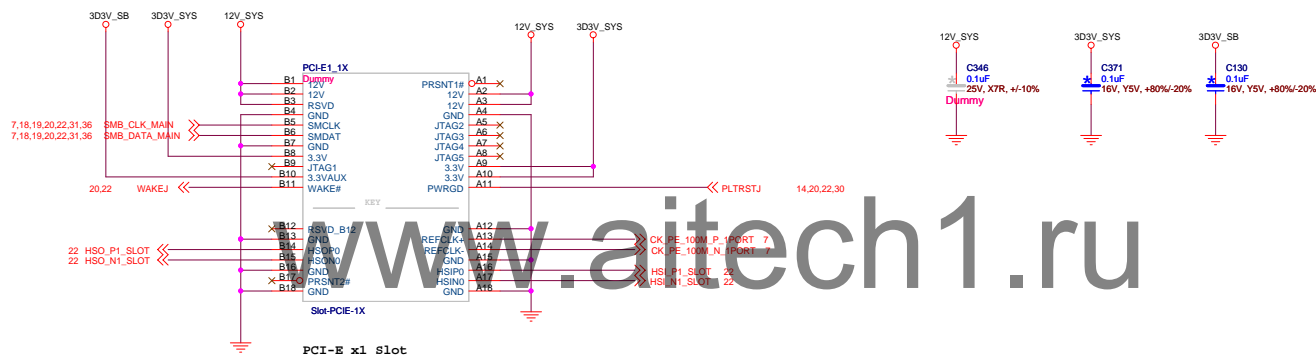 3D3V_SB 3D3V_SYS 12V_SYS
12V_SYS 3D3V_SYS
12V_SYS 3D3V_SYS 3D3V_SB
PCI-E1_1X
Dummy
C346
0.1uF
25V, X7R, +/-10%
Dummy
C371
0.1uF
16V, Y5V, +80%/-20%
C130
0.1uF
16V, Y5V, +80%/-20%
B1 12V PRSNT1# A1
B2 12V 12V A2
B3 RSVD 12V A3
B4 GND GND A4
7,18,19,20,22,31,36 SMB_CLK_MAIN B5 SMCLK JTAG2 A5
7,18,19,20,22,31,36 SMB_DATA_MAIN B6 SMDAT JTAG3 A6
B7 GND JTAG4 A7
B8 3.3V JTAG5 A8
B9 JTAG1 3.3V A9
B10 3.3VAUX 3.3V A10
20,22 WAKEJ B11 WAKE# PWRGD A11 PLTRSTJ 14,20,22,30
KEY
B12 RSVD_B12 GND A12
B13 GND REFCLK+ A13 CK_PE_100M_P_1PORT 7
22 HSO_P1_SLOT B14 HSOP0 REFCLK- A14 CK_PE_100M_N_1PORT 7
22 HSO_N1_SLOT B15 HSON0 GND A15
B16 GND HSIP0 A16 HSI_P1_SLOT 22
B17 PRSNT2# HSIN0 A17 HSI_N1_SLOT 22
B18 GND GND A18
www.aitech1.ru
Slot-PCIE-1X
PCI-E x1 Slot